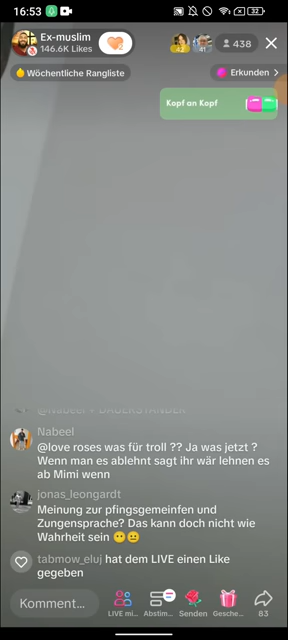 16:53
32
Ex-muslim
146.6K Likes
42
41
438
Wöchentliche Rangliste
Erkunden
Kopf an Kopf
Nabeel
@love roses was für troll ?? Ja was jetzt ?
Wenn man es ablehnt sagt ihr wär lehnen es
ab Mimi wenn
jonas_leongardt
Meinung zur pfingsgemeinfen und
Zungensprache? Das kann doch nicht wie
Wahrheit sein 😶😐
tabmow_eluj hat dem LIVE einen Like
gegeben
Komment...
LIVE mi...
Abstim...
Senden
Gesche...
83